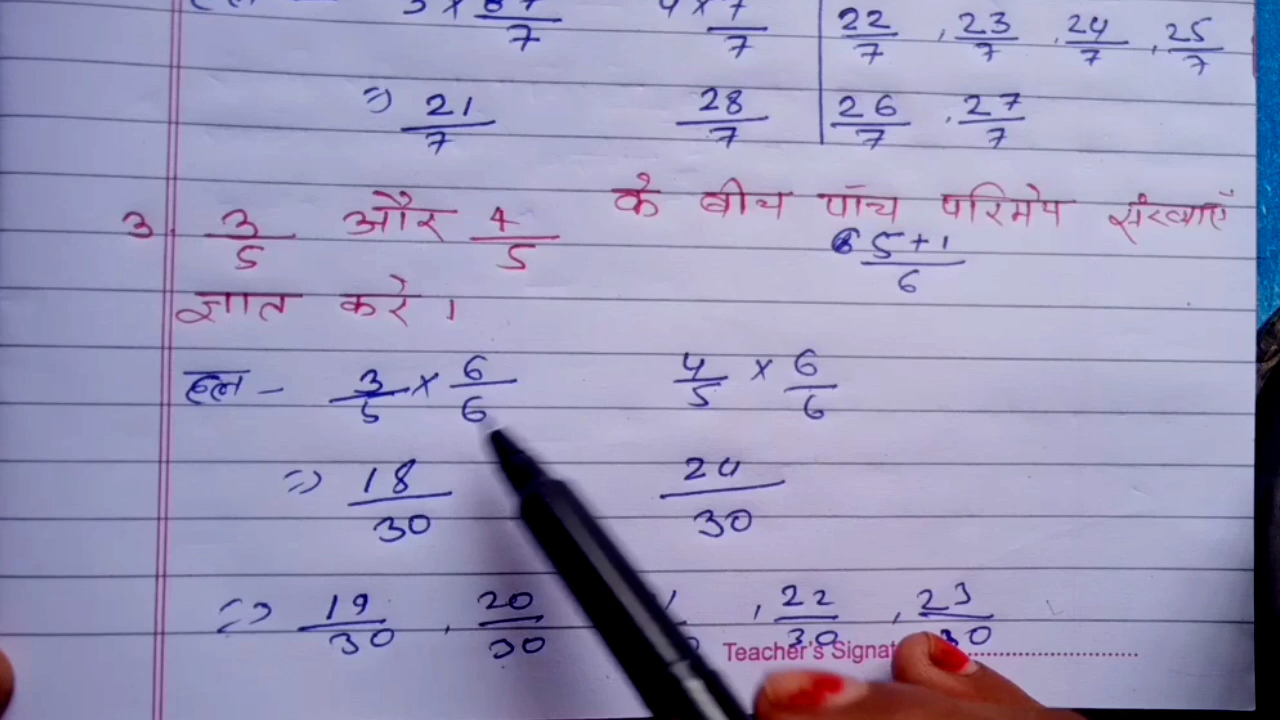 7/7
22/7 , 23/7 , 24/7 , 25/7
⇒ 21/7 28/7 26/7 , 27/7
3. 3/5 और 4/5 के बीच पाँच परिमेय संख्याएँ
5+1/6
ज्ञात करे ।
हल - 3/5 × 6/6 4/5 × 6/6
⇒ 18/30 24/30
⇒ 19/30 , 20/30 , 22/30 , 23/30
Teacher's Signat